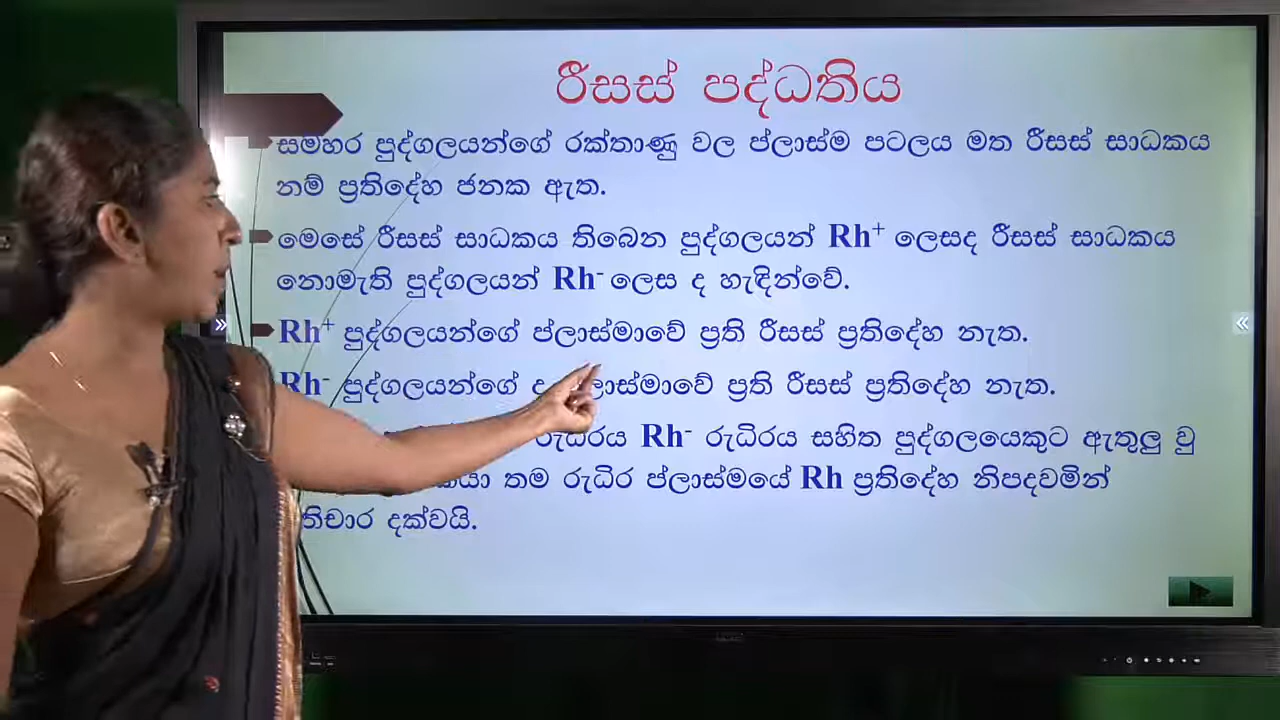 රීසස් පද්ධතිය
සමහර පුද්ගලයන්ගේ රක්තාණු වල ප්ලාස්ම පටලය මත රීසස් සාධකය
නම් ප්‍රතිදේහ ජනක ඇත.
මෙසේ රීසස් සාධකය තිබෙන පුද්ගලයන් Rh⁺ ලෙසද රීසස් සාධකය
නොමැති පුද්ගලයන් Rh⁻ ලෙස ද හැඳින්වේ.
Rh⁺ පුද්ගලයන්ගේ ප්ලාස්මාවේ ප්‍රති රීසස් ප්‍රතිදේහ නැත.
Rh⁻ පුද්ගලයන්ගේ ද ප්ලාස්මාවේ ප්‍රති රීසස් ප්‍රතිදේහ නැත.
රුධිරය Rh⁻ රුධිරය සහිත පුද්ගලයෙකුට ඇතුලු වු
තම රුධිර ප්ලාස්මයේ Rh ප්‍රතිදේහ නිපදවමින්
දක්වයි.